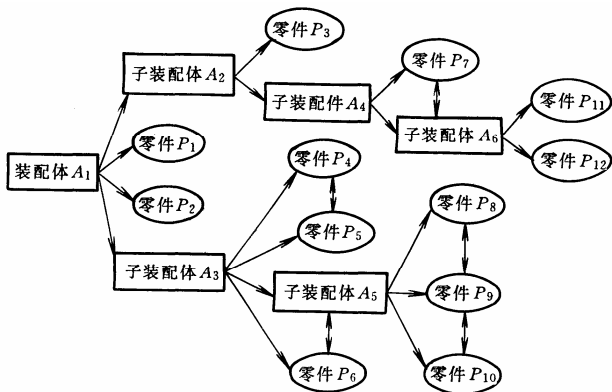 零件P₃
子装配体A₂
零件P₇
子装配件A₄
零件P₁₁
子装配体A₆
零件P₁
零件P₄
零件P₁₂
装配体A₁
零件P₂
零件P₈
零件P₅
子装配体A₃
子装配体A₅
零件P₉
零件P₆
零件P₁₀